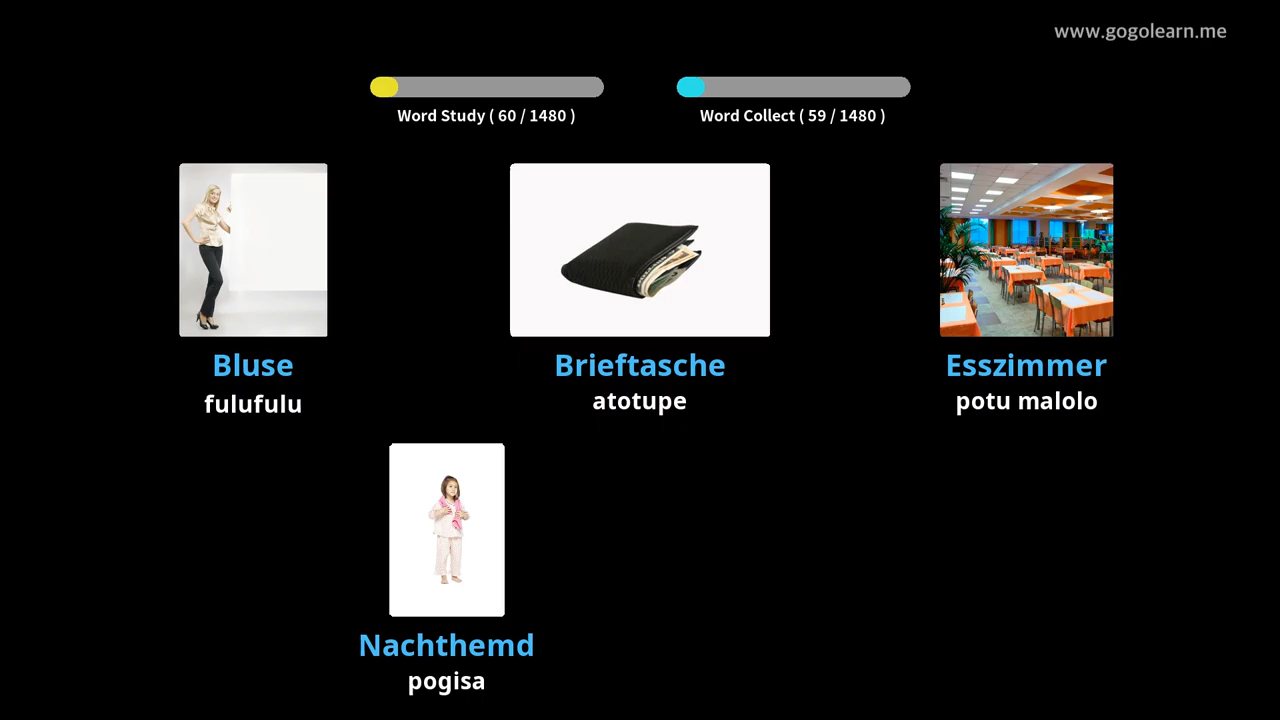 www.gogolearn.me
Word Study ( 60 / 1480 )
Word Collect ( 59 / 1480 )
Bluse
fulufulu
Brieftasche
atotupe
Esszimmer
potu malolo
Nachthemd
pogisa